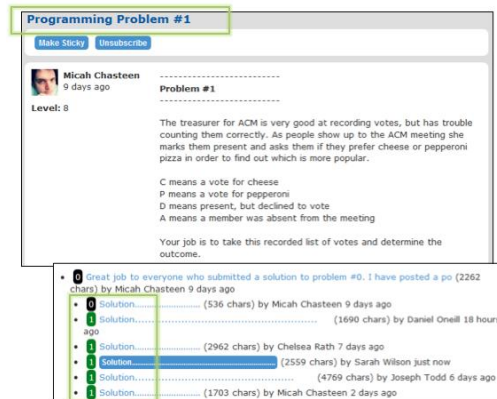 Programming Problem #1
Make Sticky Unsubscribe
Micah Chasteen
9 days ago
Level: 8
--------------------------
Problem #1
--------------------------
The treasurer for ACM is very good at recording votes, but has trouble
counting them correctly. As people show up to the ACM meeting she
marks them present and asks them if they prefer cheese or pepperoni
pizza in order to find out which is more popular.
C means a vote for cheese
P means a vote for pepperoni
D means present, but declined to vote
A means a member was absent from the meeting
Your job is to take this recorded list of votes and determine the
outcome.
0 Great job to everyone who submitted a solution to problem #0. I have posted a po (2262
chars) by Micah Chasteen 9 days ago
0 Solution........................ (536 chars) by Micah Chasteen 9 days ago
1 Solution............................................... (1690 chars) by Daniel Oneill 18 hours
ago
1 Solution........................ (2962 chars) by Chelsea Rath 7 days ago
1 Solution............................................... (2559 chars) by Sarah Wilson just now
1 Solution............................................... (4769 chars) by Joseph Todd 6 days ago
1 Solution........................ (1703 chars) by Micah Chasteen 2 days ago